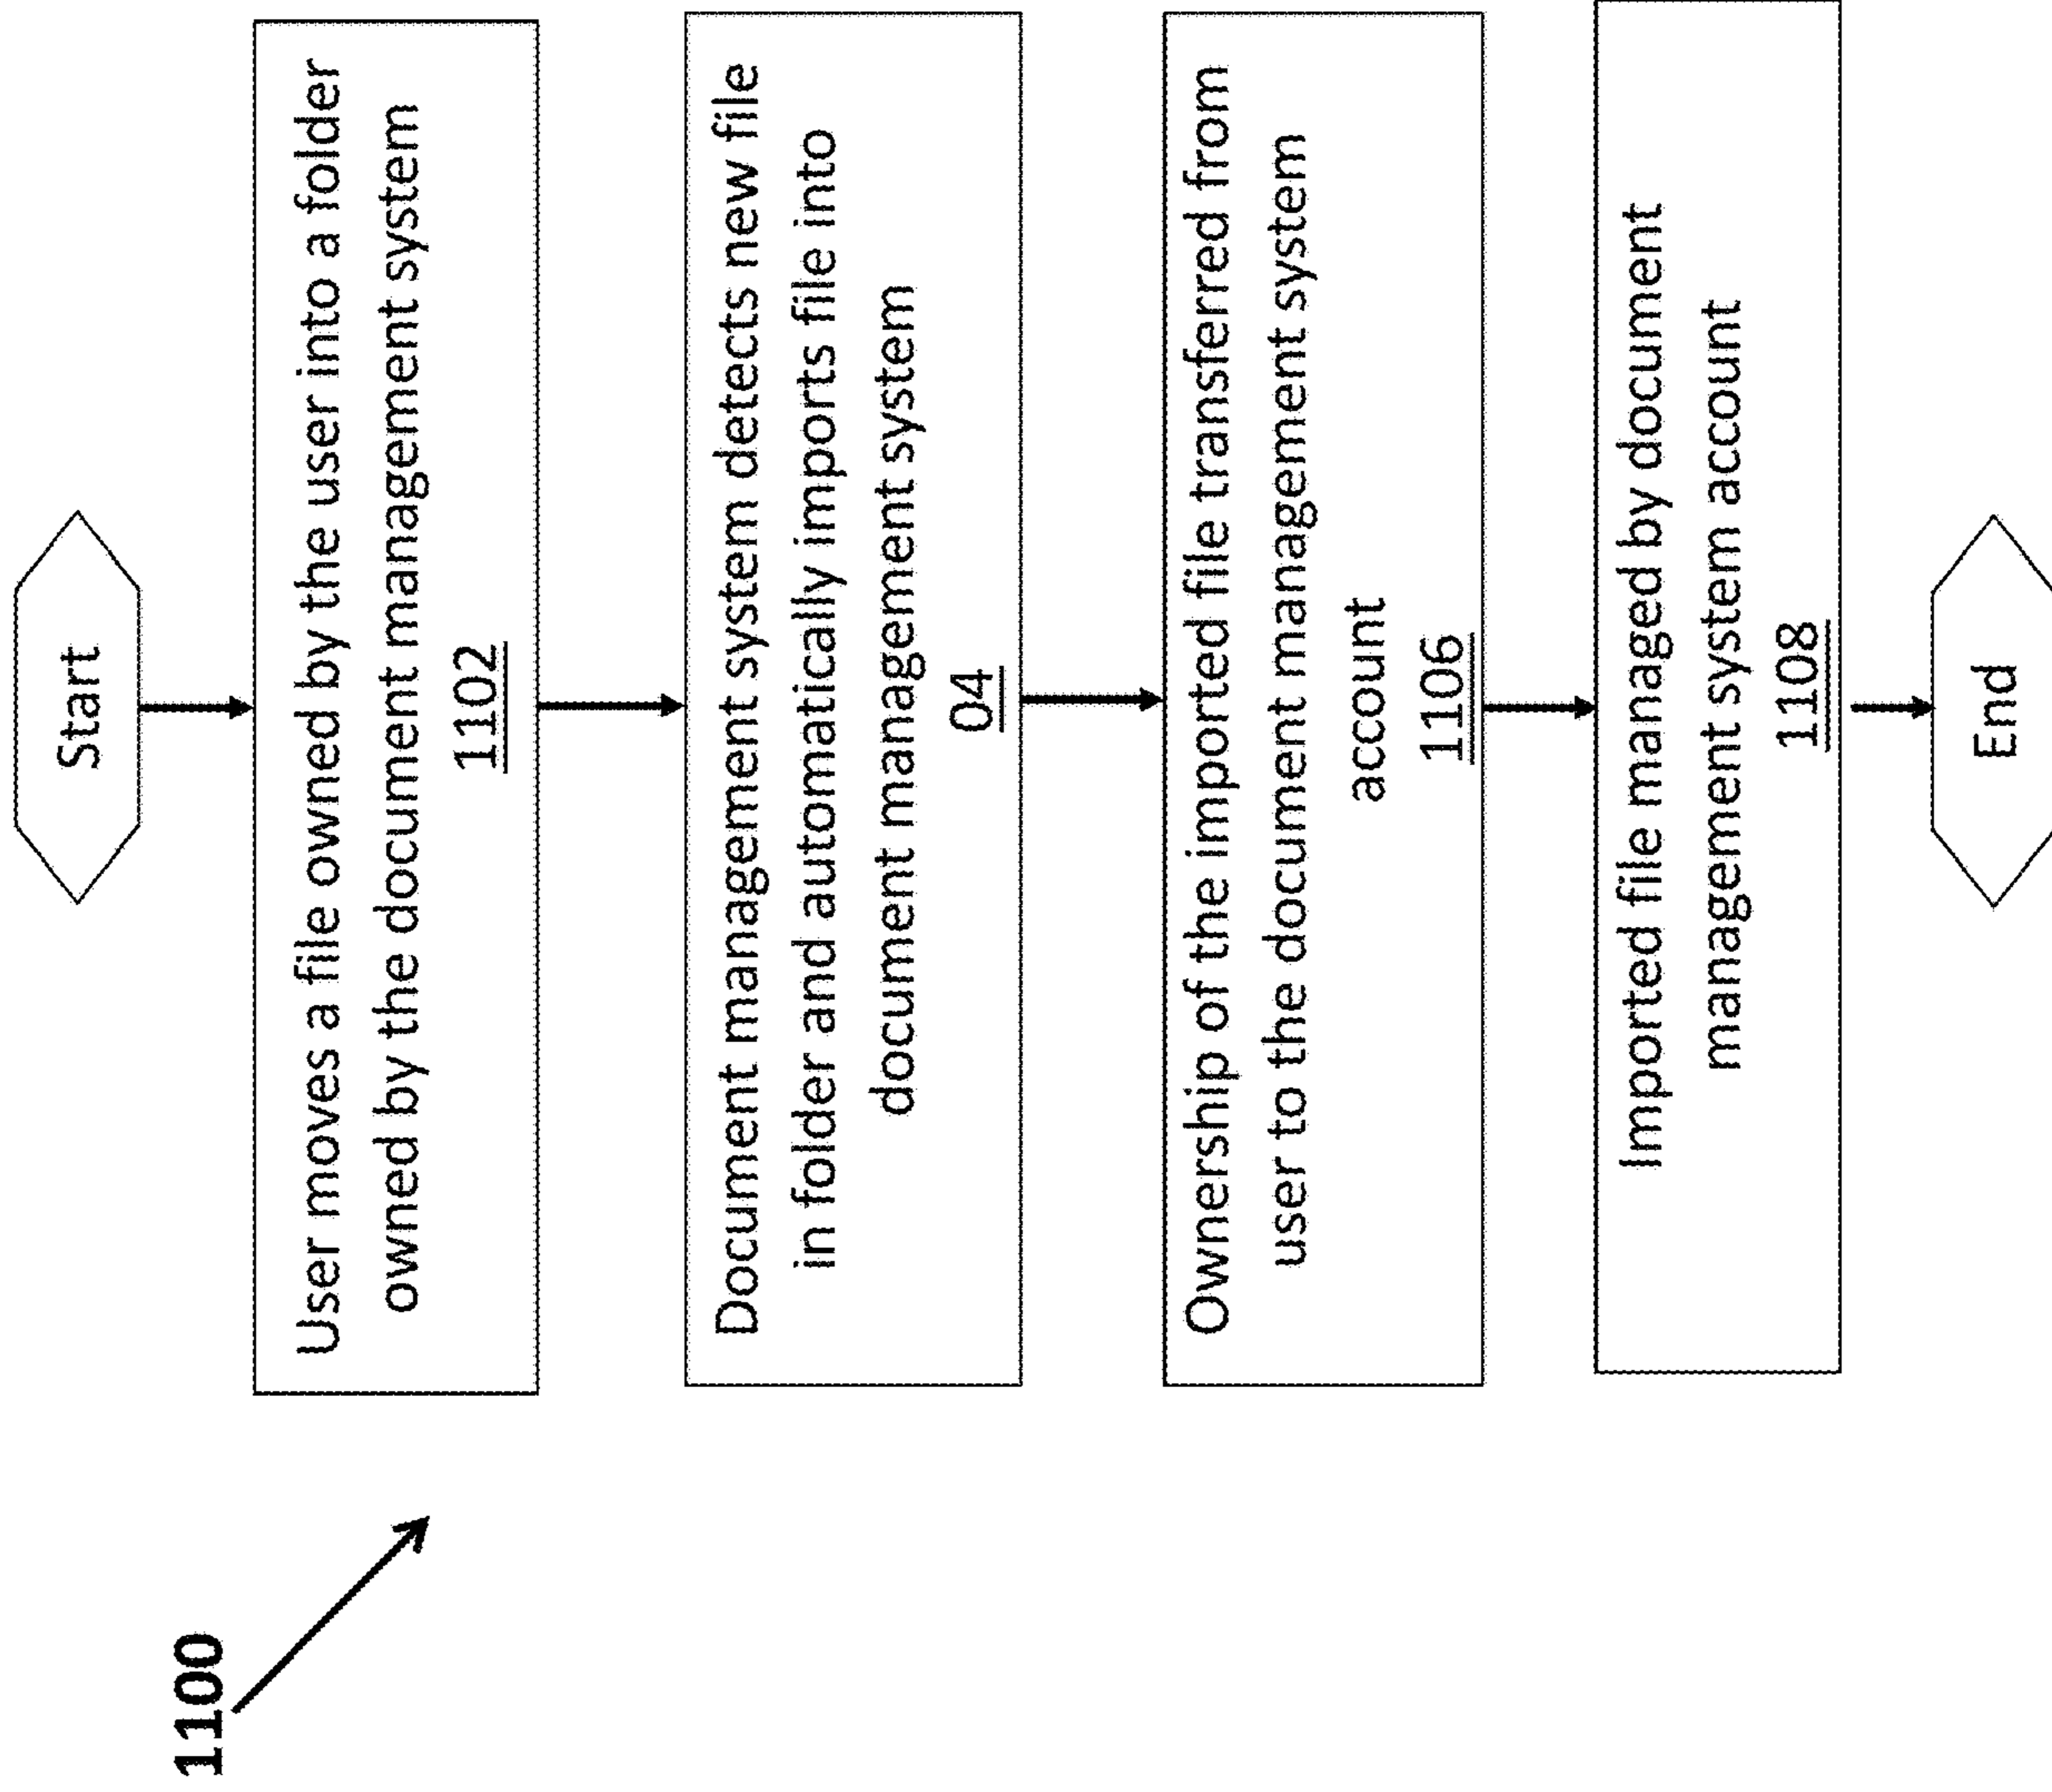 1100
Start
User moves a file owned by the user into a folder
owned by the document management system
1102
Document management system detects new file
in folder and automatically imports file into
document management system
04
Ownership of the imported file transferred from
user to the document management system
account
1106
Imported file managed by document
management system account
1108
End